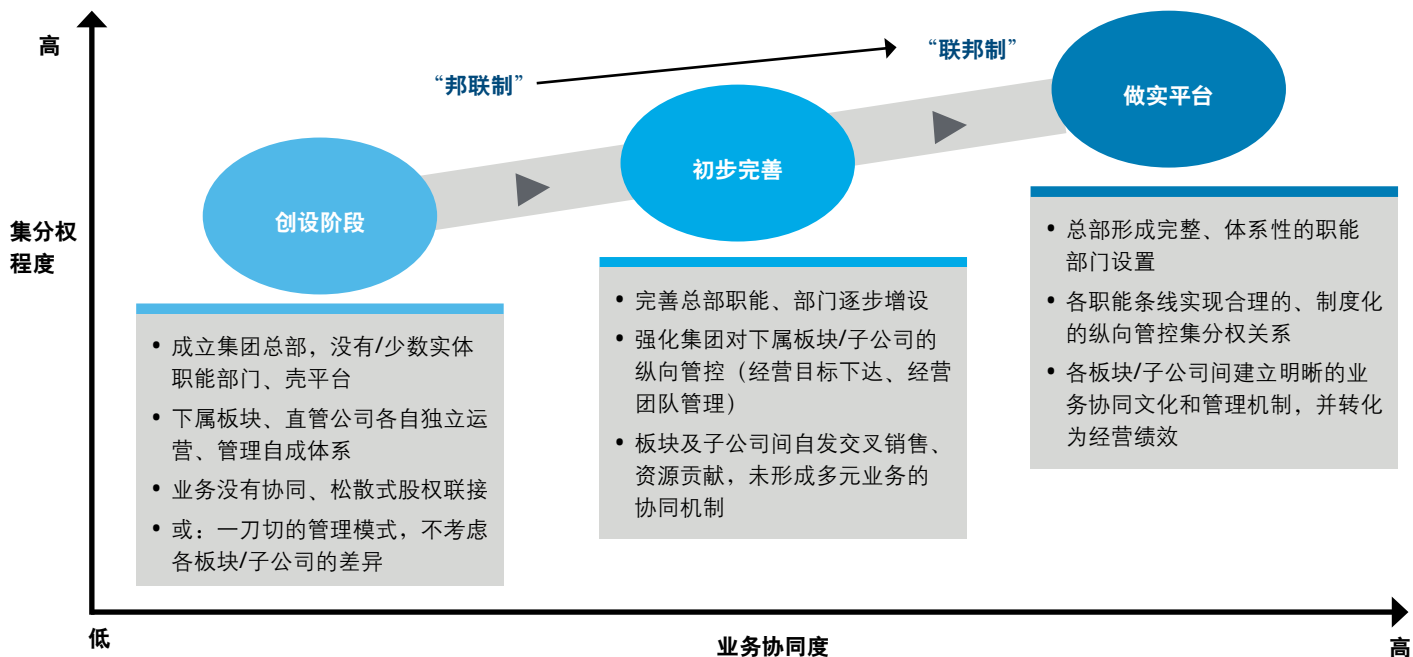 高
“邦联制”
“联邦制”
做实平台
初步完善
创设阶段
集分权
程度
• 成立集团总部，没有/少数实体
职能部门、壳平台
• 下属板块、直管公司各自独立运
营、管理自成体系
• 业务没有协同、松散式股权联接
• 或：一刀切的管理模式，不考虑
各板块/子公司的差异
• 完善总部职能、部门逐步增设
• 强化集团对下属板块/子公司的
纵向管控（经营目标下达、经营
团队管理）
• 板块及子公司间自发交叉销售、
资源贡献，未形成多元业务的
协同机制
• 总部形成完整、体系性的职能
部门设置
• 各职能条线实现合理的、制度化
的纵向管控集分权关系
• 各板块/子公司间建立明晰的业
务协同文化和管理机制，并转化
为经营绩效
低
业务协同度
高